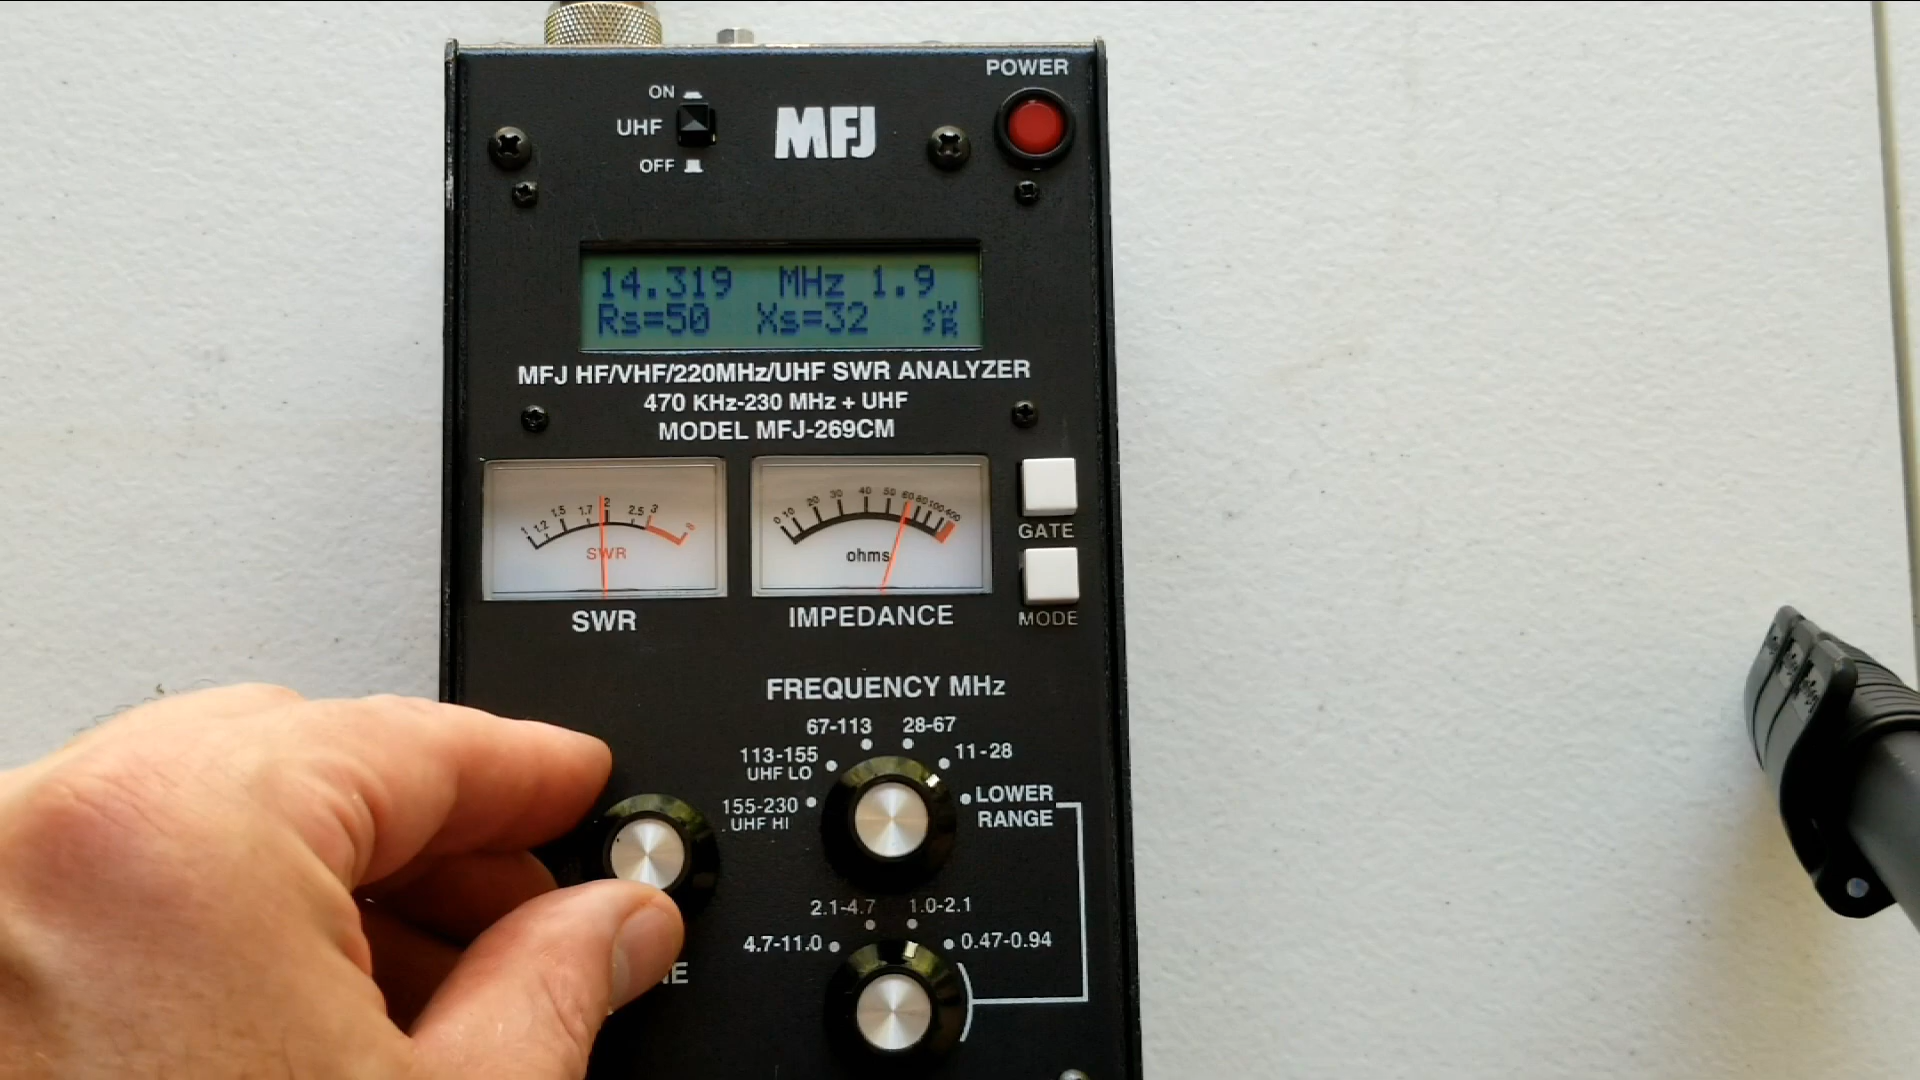 POWER
ON
UHF
OFF
MFJ
14.319 MHz 1.9
Rs=50 Xs=32 SWR
MFJ HF/VHF/220MHz/UHF SWR ANALYZER
470 KHz-230 MHz + UHF
MODEL MFJ-269CM
1 1.2 1.5 1.7 2 2.5 3
SWR
SWR
0 10 20 30 40 50 60 80 100 600
ohms
IMPEDANCE
GATE
MODE
FREQUENCY MHz
67-113 28-67
113-155 11-28
UHF LO
155-230 LOWER
UHF HI RANGE
2.1-4.7 1.0-2.1
4.7-11.0 0.47-0.94
NE